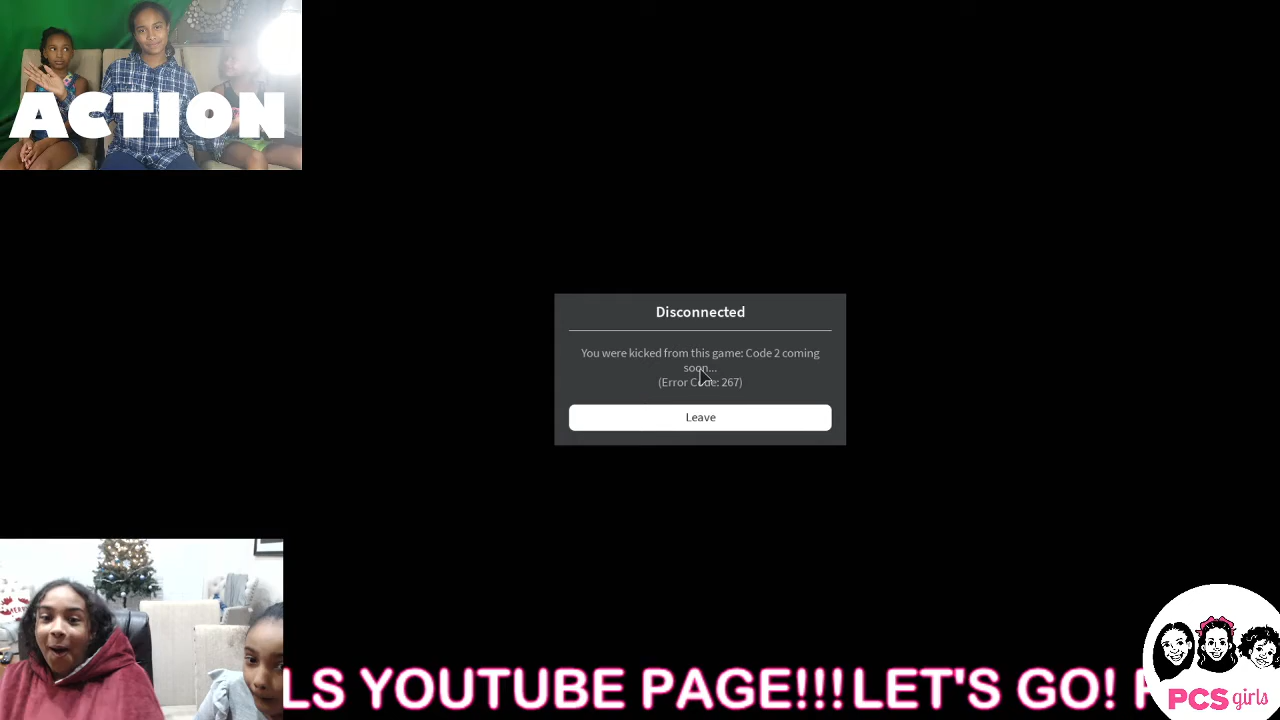 ACTION
Disconnected
You were kicked from this game: Code 2 coming
soon...
(Error Code: 267)
Leave
LS YOUTUBE PAGE!!! LET'S GO!
PCS girls